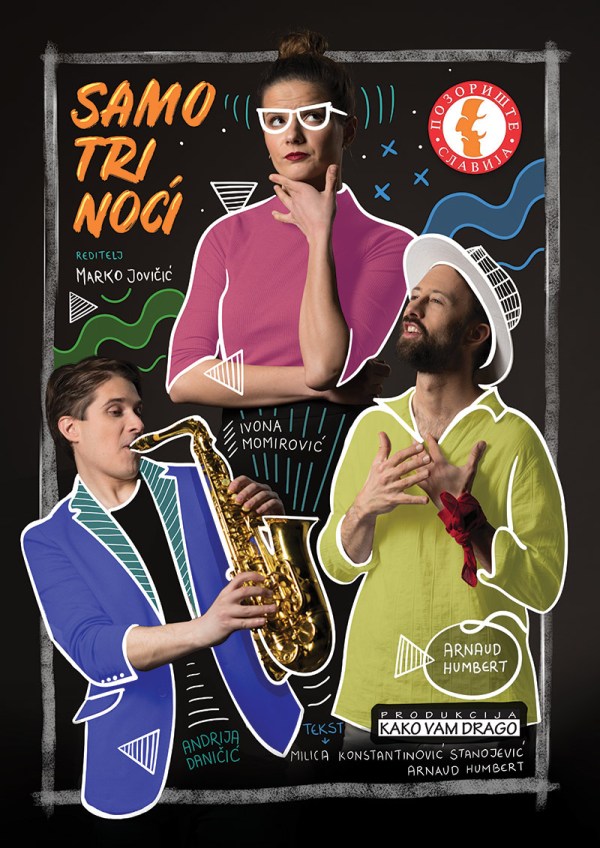 SAMO
TRI
NOĆI
REDITELJ
MARKO JOVIČIĆ
ПОЗОРИШТЕ
СЛАВИЈА
IVONA
MOMIROVIĆ
ARNAUD
HUMBERT
ANDRIJA
DANIČIĆ
PRODUKCIJA
KAKO VAM DRAGO
TEKST
MILICA KONSTANTINOVIĆ STANOJEVIĆ
ARNAUD HUMBERT